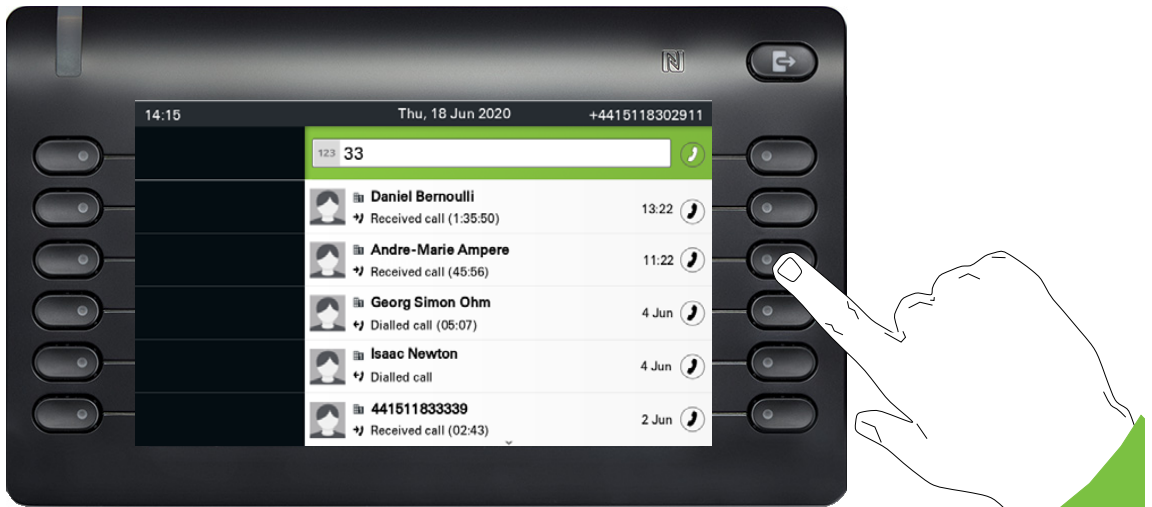 14:15 Thu, 18 Jun 2020 +4415118302911
123 33
Daniel Bernoulli
Received call (1:35:50) 13:22
Andre-Marie Ampere
Received call (45:56) 11:22
Georg Simon Ohm
Dialled call (05:07) 4 Jun
Isaac Newton
Dialled call 4 Jun
441511833339
Received call (02:43) 2 Jun